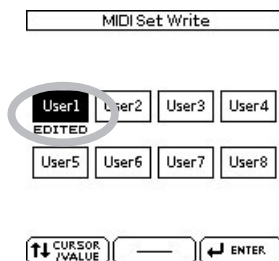 MIDI Set Write
User1 User2 User3 User4
EDITED
User5 User6 User7 User8
CURSOR /VALUE ENTER